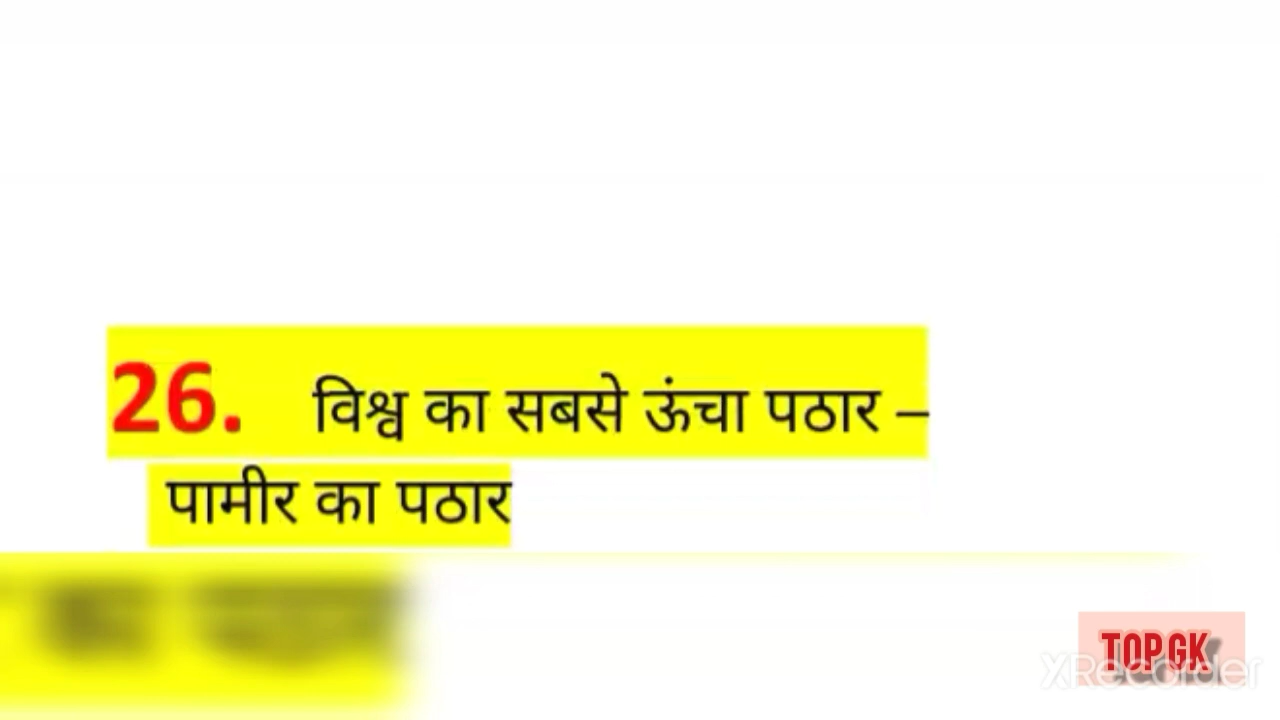 26. विश्व का सबसे ऊंचा पठार –
पामीर का पठार
TOP GK
XRecorder